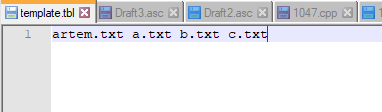 template.tbl Draft3.asc Draft2.asc 1047.cpp
1 artem.txt a.txt b.txt c.txt